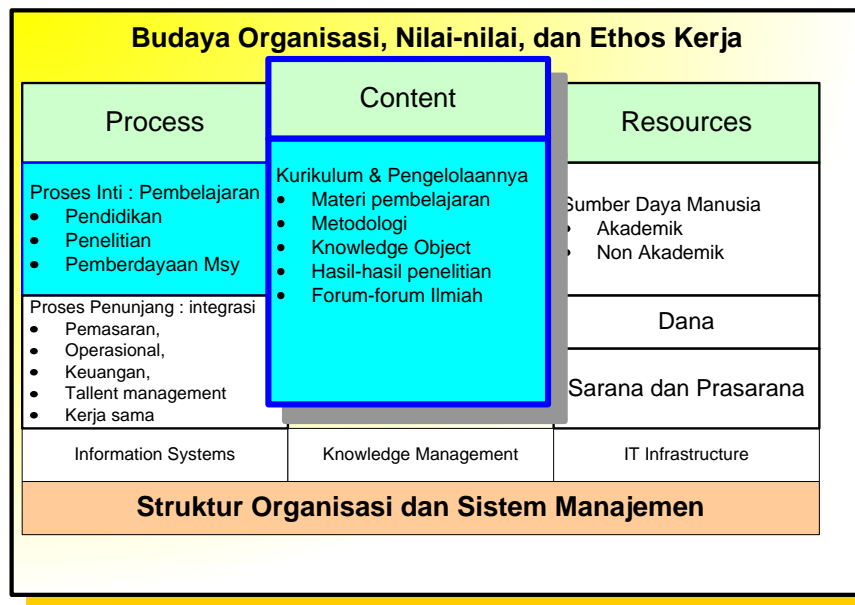 Budaya Organisasi, Nilai-nilai, dan Ethos Kerja
Process
Proses Inti : Pembelajaran
• Pendidikan
• Penelitian
• Pemberdayaan Msy
Proses Penunjang : integrasi
• Pemasaran,
• Operasional,
• Keuangan,
• Tallent management
• Kerja sama
Information Systems
Content
Kurikulum & Pengelolaannya
• Materi pembelajaran
• Metodologi
• Knowledge Object
• Hasil-hasil penelitian
• Forum-forum Ilmiah
Knowledge Management
Resources
Sumber Daya Manusia
• Akademik
• Non Akademik
Dana
Sarana dan Prasarana
IT Infrastructure
Struktur Organisasi dan Sistem Manajemen